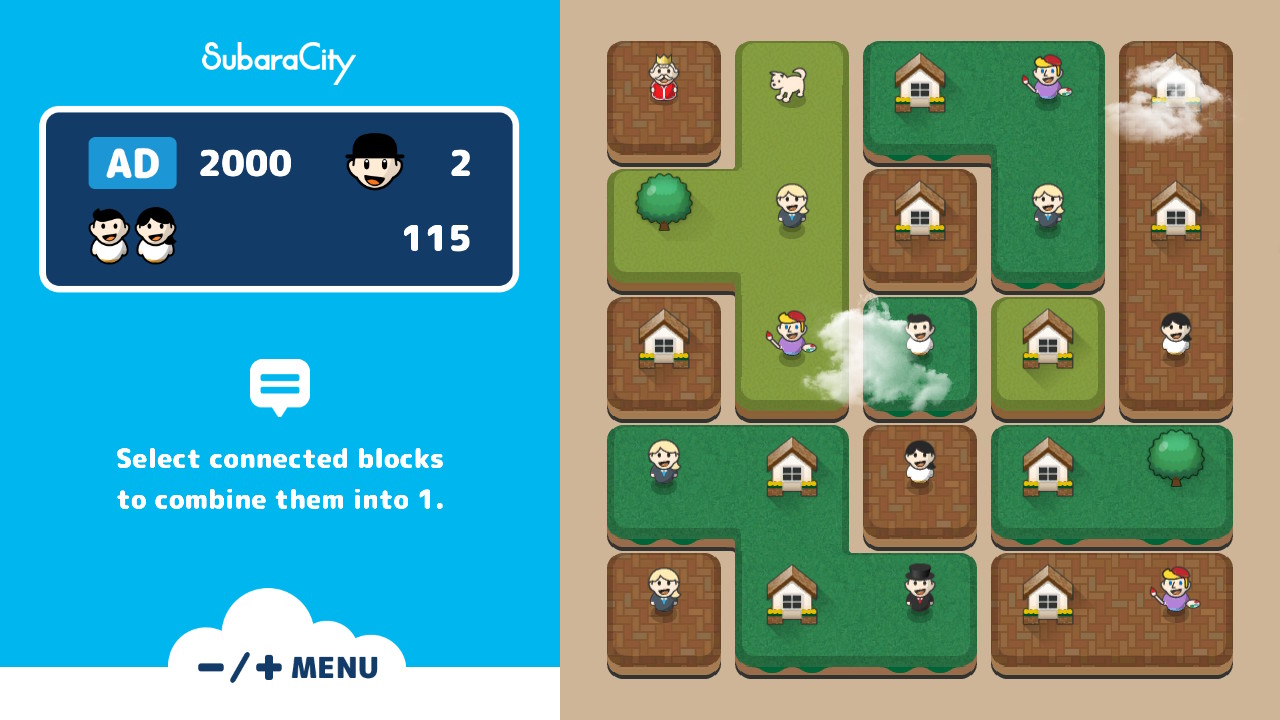 SubaraCity
AD 2000 2
115
Select connected blocks
to combine them into 1.
-/+ MENU